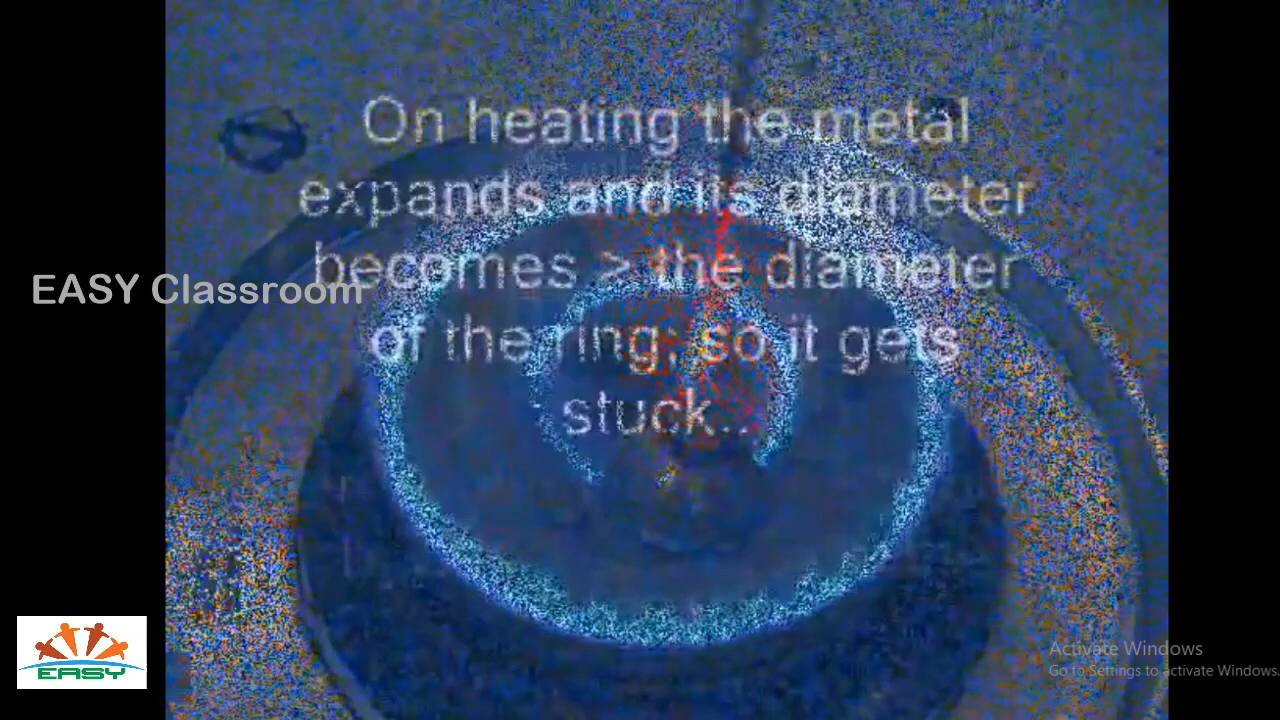 On heating the metal
expands and its diameter
becomes > the diameter
of the ring; so it gets
stuck..
EASY Classroom
EASY
Activate Windows
Go to Settings to activate Windows.